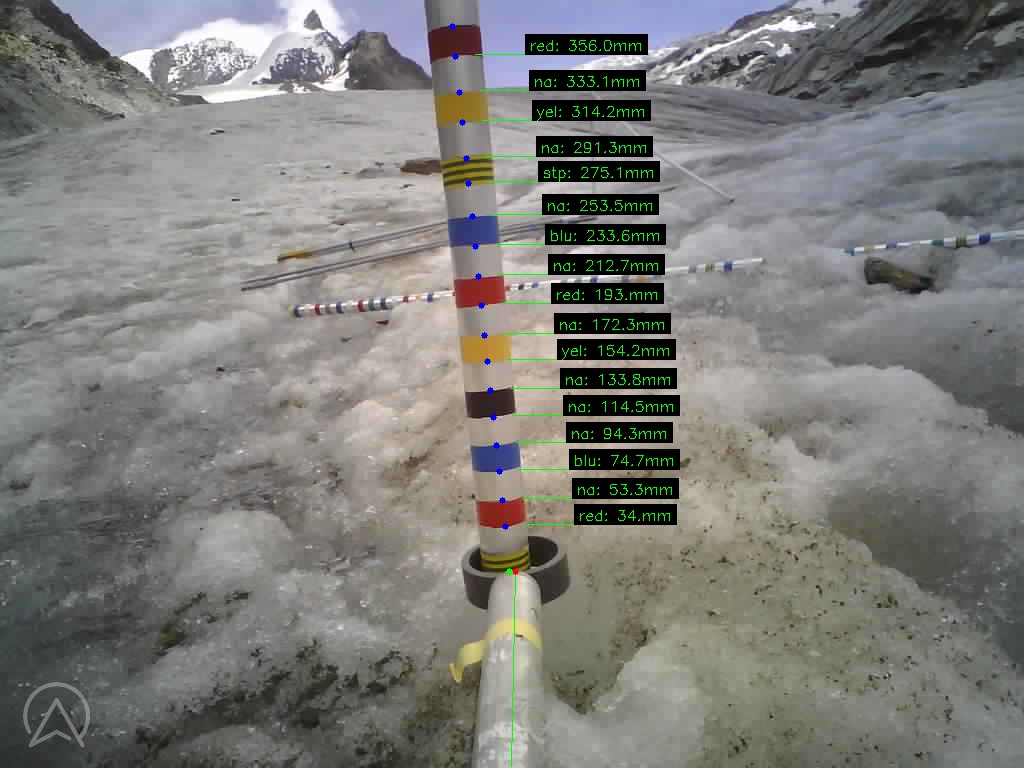 red: 356.0mm
na: 333.1mm
yel: 314.2mm
na: 291.3mm
stp: 275.1mm
na: 253.5mm
blu: 233.6mm
na: 212.7mm
red: 193.mm
na: 172.3mm
yel: 154.2mm
na: 133.8mm
na: 114.5mm
na: 94.3mm
blu: 74.7mm
na: 53.3mm
red: 34.mm